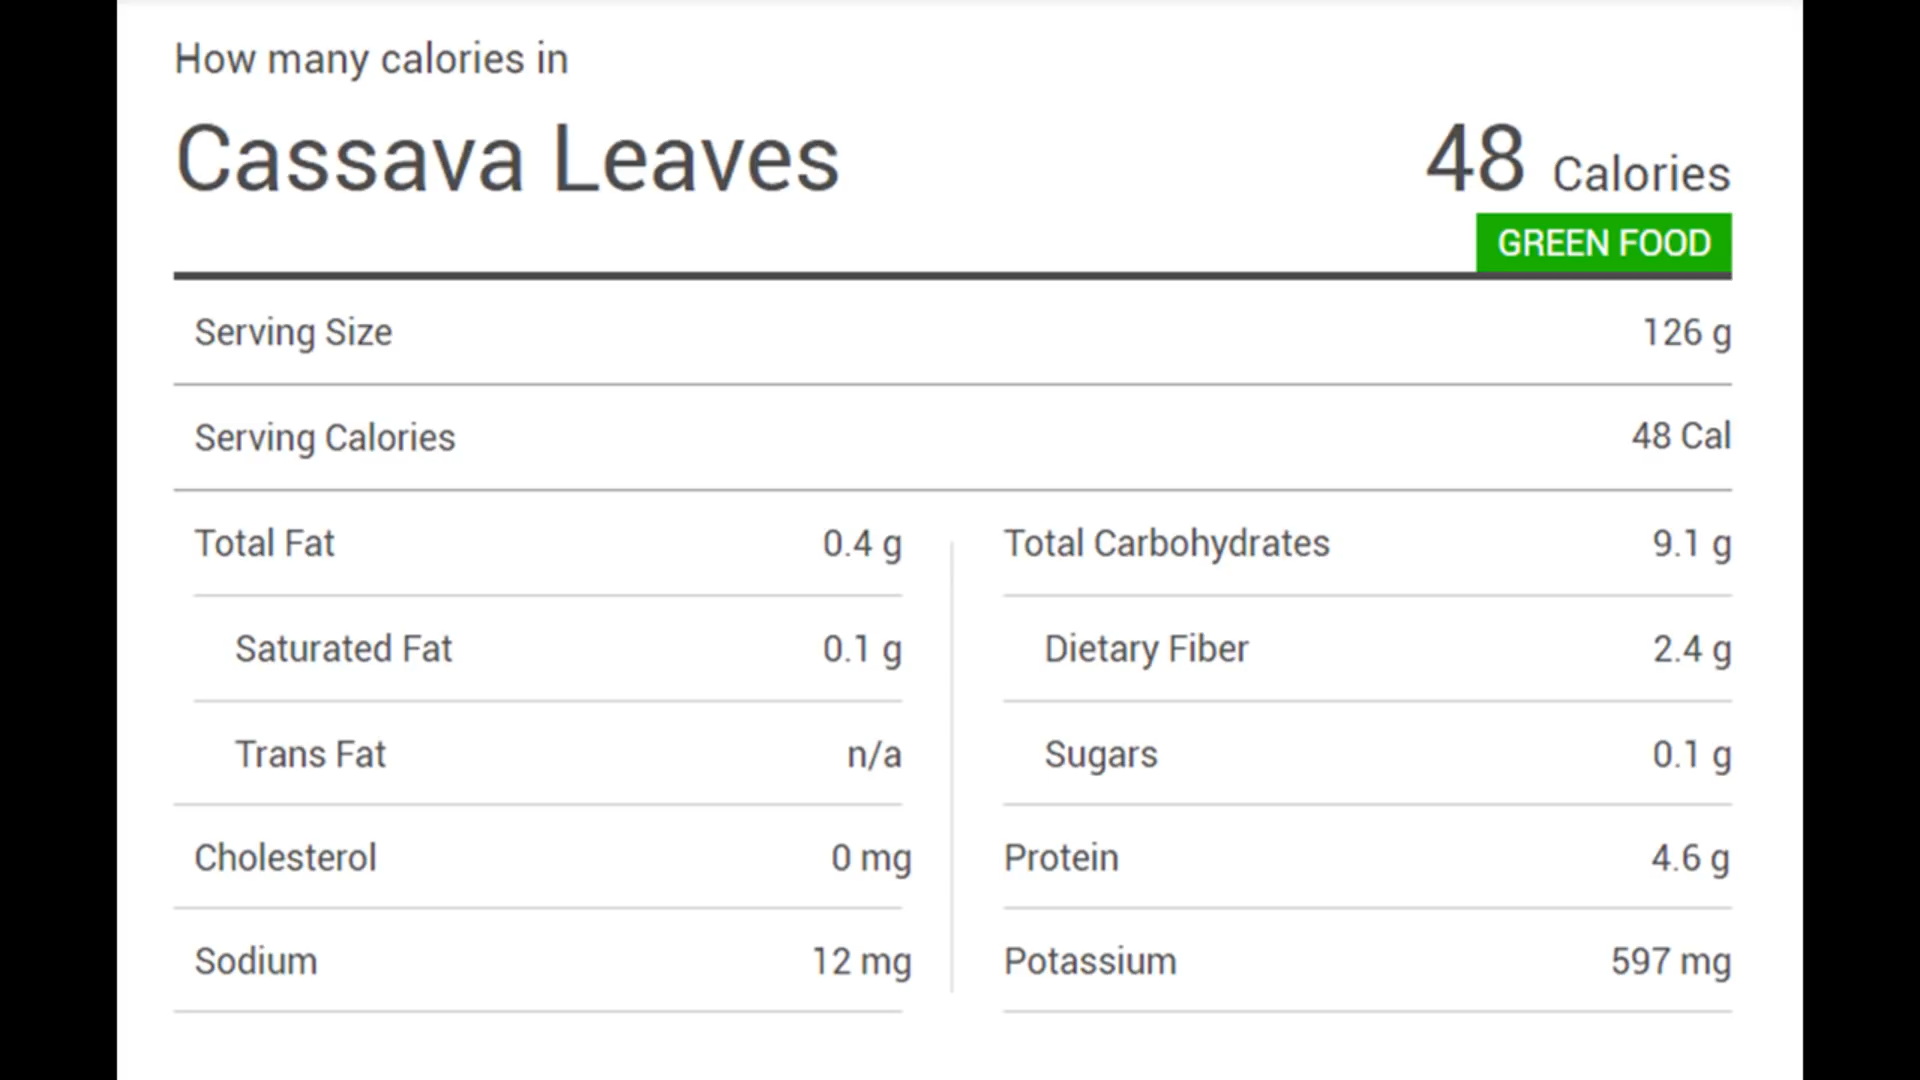 How many calories in
Cassava Leaves
48 Calories
GREEN FOOD
Serving Size 126 g
Serving Calories 48 Cal
Total Fat 0.4 g
Saturated Fat 0.1 g
Trans Fat n/a
Cholesterol 0 mg
Sodium 12 mg
Total Carbohydrates 9.1 g
Dietary Fiber 2.4 g
Sugars 0.1 g
Protein 4.6 g
Potassium 597 mg